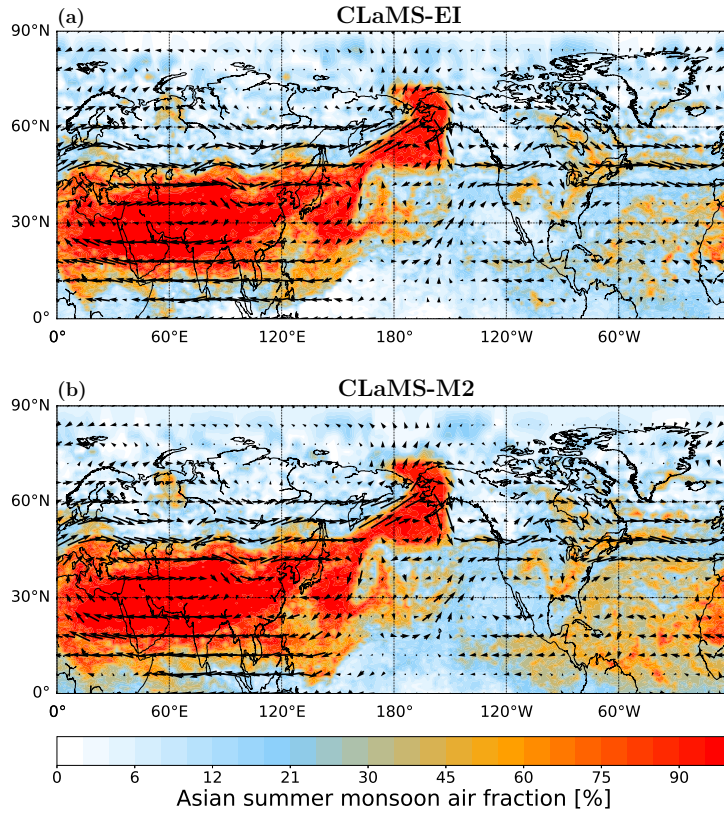 (a) CLaMS-EI
90°N
60°N
30°N
0°
0° 60°E 120°E 180° 120°W 60°W
(b) CLaMS-M2
90°N
60°N
30°N
0°
0° 60°E 120°E 180° 120°W 60°W
0 6 12 21 30 45 60 75 90
Asian summer monsoon air fraction [%]